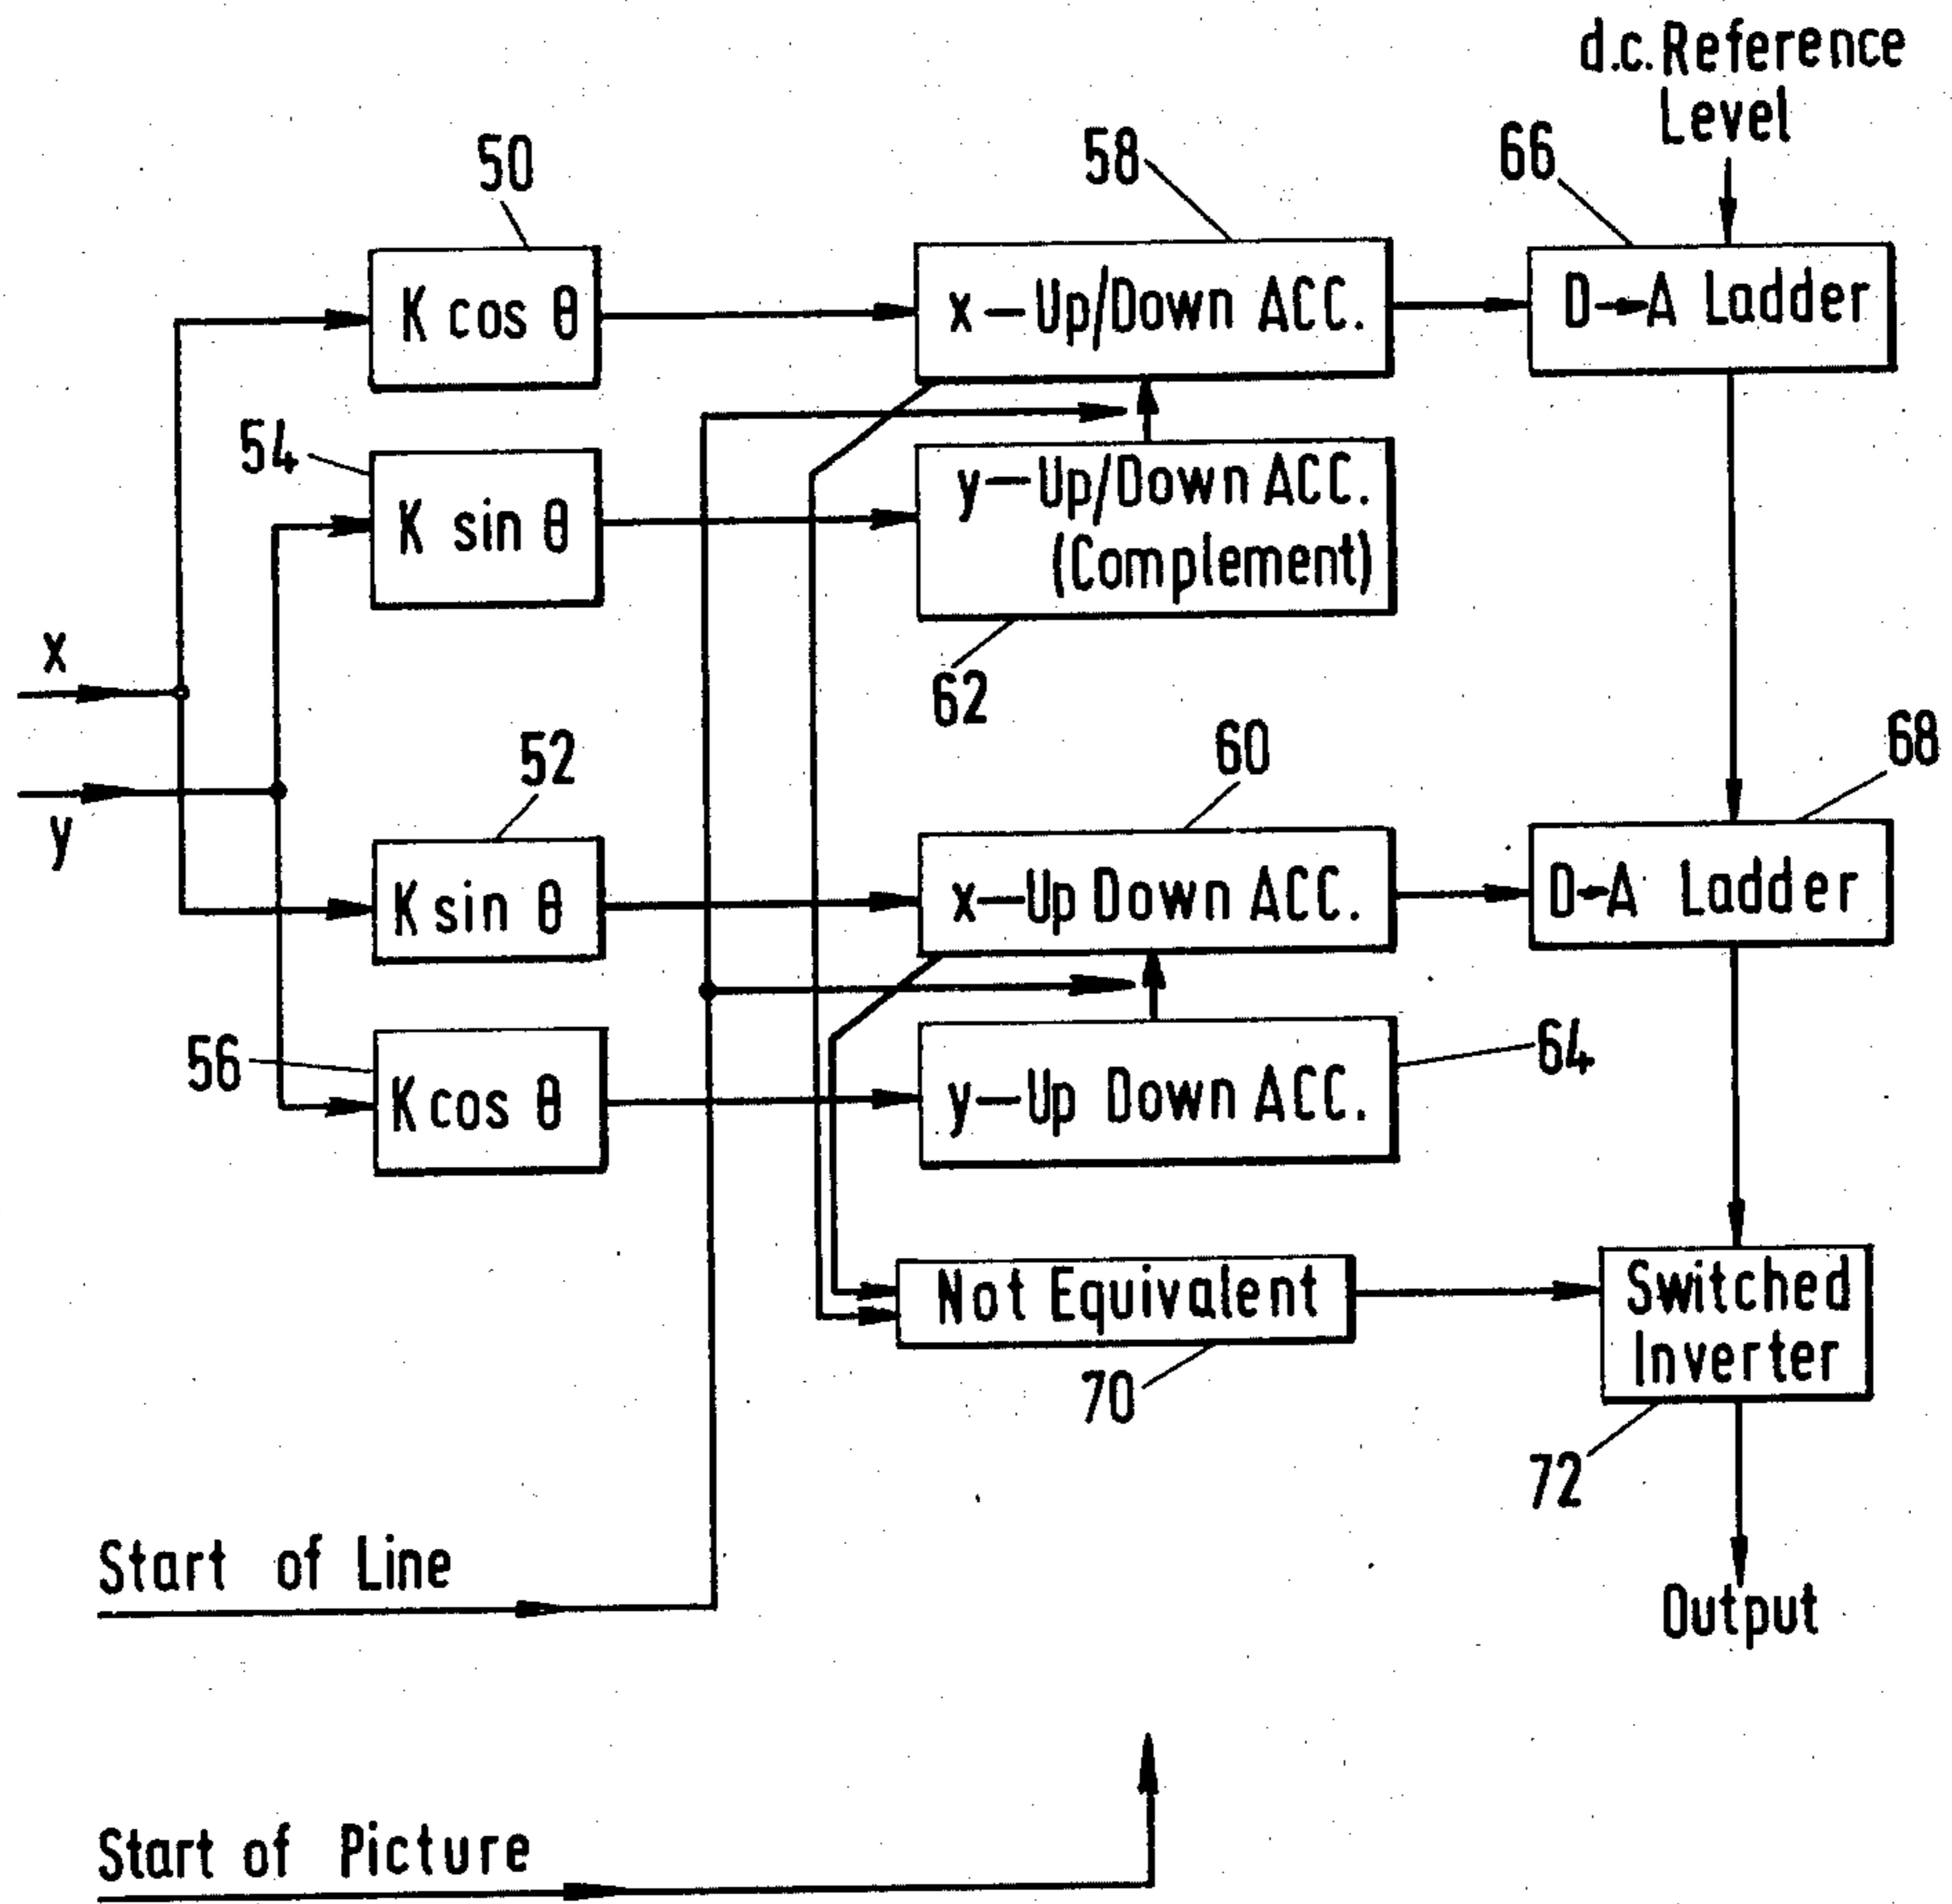 d.c. Reference
Level
50
58
66
K cos θ
x—Up/Down ACC.
D→A Ladder
54
K sin θ
y—Up/Down ACC.
(Complement)
62
x
y
52
60
68
K sin θ
x—Up Down ACC.
D→A Ladder
56
K cos θ
y—Up Down ACC.
64
Not Equivalent
70
Switched
Inverter
72
Start of Line
Output
Start of Picture